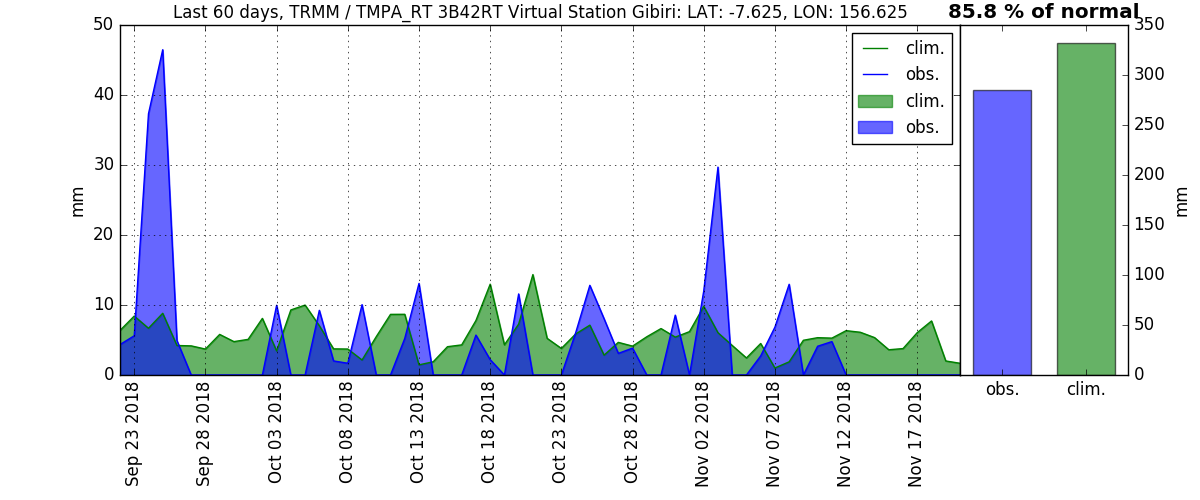 Last 60 days, TRMM / TMPA_RT 3B42RT Virtual Station Gibiri: LAT: -7.625, LON: 156.625
85.8 % of normal
50
40
30
20
10
0
mm
clim.
obs.
clim.
obs.
350
300
250
200
150
100
50
0
mm
Sep 23 2018
Sep 28 2018
Oct 03 2018
Oct 08 2018
Oct 13 2018
Oct 18 2018
Oct 23 2018
Oct 28 2018
Nov 02 2018
Nov 07 2018
Nov 12 2018
Nov 17 2018
obs.
clim.